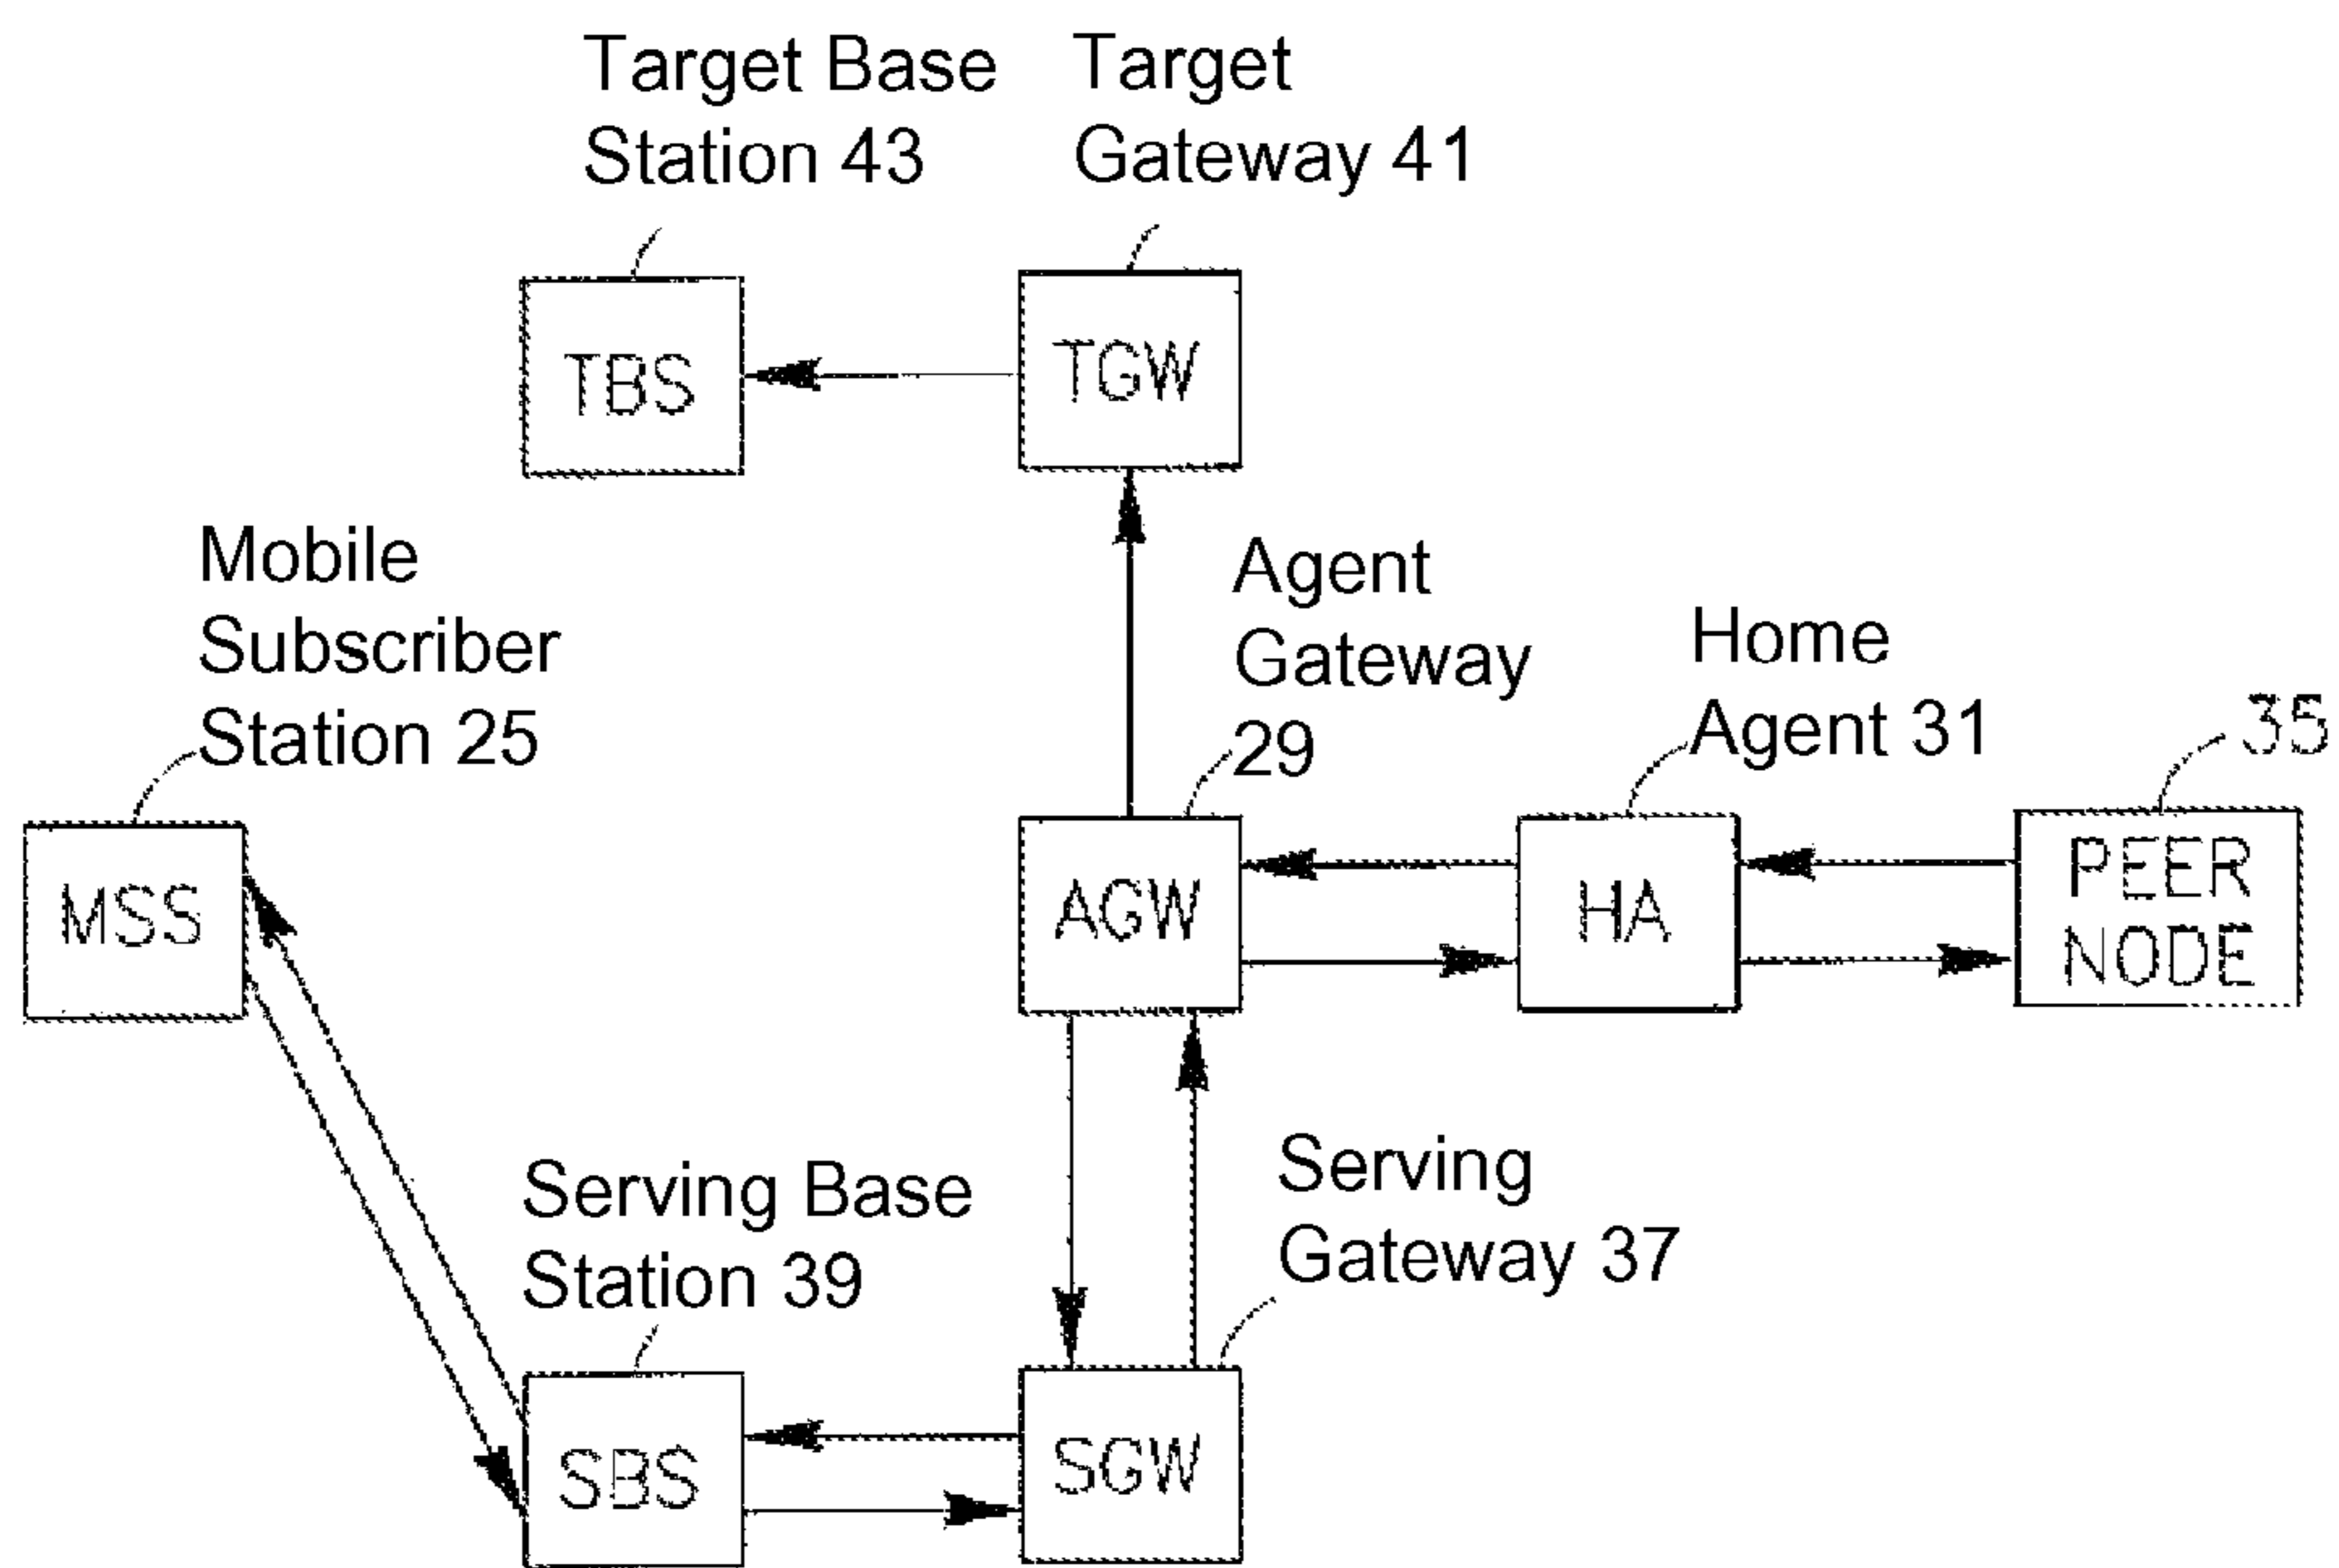 Target Base
Station 43
Target
Gateway 41
TBS
TGW
Mobile
Subscriber
Station 25
Agent
Gateway
29
Home
Agent 31
35
MSS
AGW
HA
PEER
NODE
Serving Base
Station 39
Serving
Gateway 37
SBS
SGW